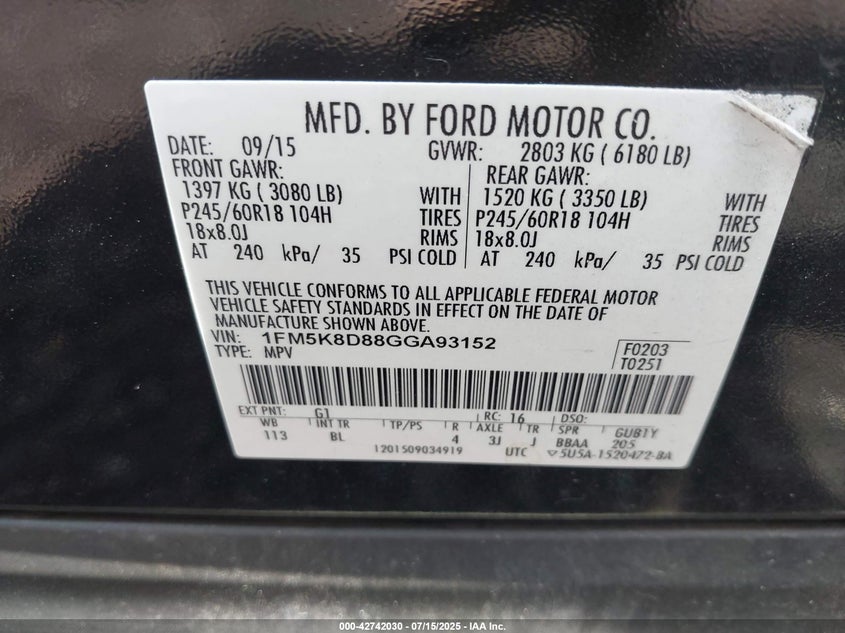 MFD. BY FORD MOTOR CO.
DATE: 09/15 GVWR: 2803 KG ( 6180 LB)
FRONT GAWR: REAR GAWR:
1397 KG ( 3080 LB) WITH 1520 KG ( 3350 LB) WITH
P245/60R18 104H TIRES P245/60R18 104H TIRES
18x8.0J RIMS 18x8.0J RIMS
AT 240 kPa/ 35 PSI COLD AT 240 kPa/ 35 PSI COLD
THIS VEHICLE CONFORMS TO ALL APPLICABLE FEDERAL MOTOR
VEHICLE SAFETY STANDARDS IN EFFECT ON THE DATE OF
MANUFACTURE SHOWN ABOVE.
VIN: 1FM5K8D88GGA93152
TYPE: MPV
F0203
T0251
EXT PNT: G1 RC: 16 DSO:
WB INT TR TP/PS R AXLE TR SPR GUB1Y
113 BL 4 3J J BBAA 205
1201509034919 UTC ▽5U5A-1520472-BA
000-42742030 - 07/15/2025 - IAA Inc.